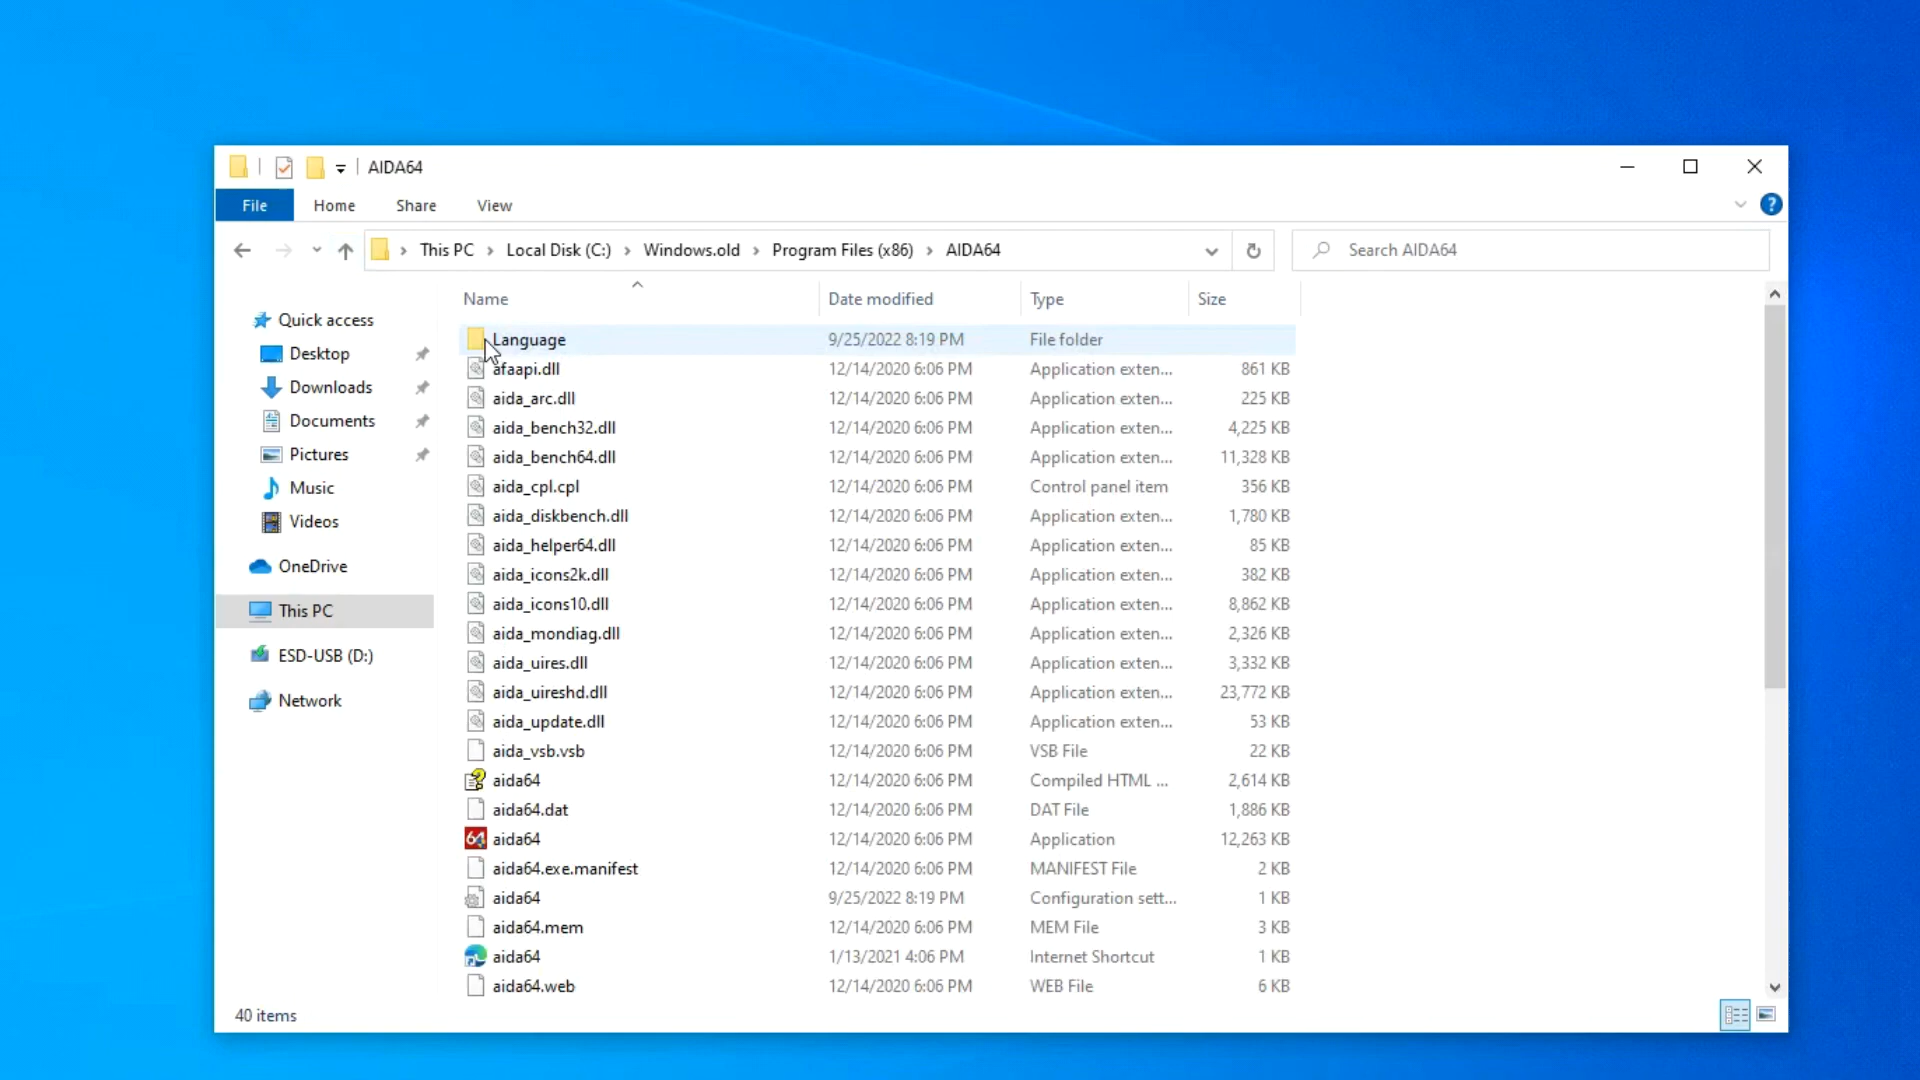 AIDA64
File Home Share View
This PC Local Disk (C:) Windows.old Program Files (x86) AIDA64 Search AIDA64
Name Date modified Type Size
Quick access
Desktop
Downloads
Documents
Pictures
Music
Videos
OneDrive
This PC
ESD-USB (D:)
Network
Language 9/25/2022 8:19 PM File folder
afaapi.dll 12/14/2020 6:06 PM Application exten... 861 KB
aida_arc.dll 12/14/2020 6:06 PM Application exten... 225 KB
aida_bench32.dll 12/14/2020 6:06 PM Application exten... 4,225 KB
aida_bench64.dll 12/14/2020 6:06 PM Application exten... 11,328 KB
aida_cpl.cpl 12/14/2020 6:06 PM Control panel item 356 KB
aida_diskbench.dll 12/14/2020 6:06 PM Application exten... 1,780 KB
aida_helper64.dll 12/14/2020 6:06 PM Application exten... 85 KB
aida_icons2k.dll 12/14/2020 6:06 PM Application exten... 382 KB
aida_icons10.dll 12/14/2020 6:06 PM Application exten... 8,862 KB
aida_mondiag.dll 12/14/2020 6:06 PM Application exten... 2,326 KB
aida_uires.dll 12/14/2020 6:06 PM Application exten... 3,332 KB
aida_uireshd.dll 12/14/2020 6:06 PM Application exten... 23,772 KB
aida_update.dll 12/14/2020 6:06 PM Application exten... 53 KB
aida_vsb.vsb 12/14/2020 6:06 PM VSB File 22 KB
aida64 12/14/2020 6:06 PM Compiled HTML ... 2,614 KB
aida64.dat 12/14/2020 6:06 PM DAT File 1,886 KB
64 aida64 12/14/2020 6:06 PM Application 12,263 KB
aida64.exe.manifest 12/14/2020 6:06 PM MANIFEST File 2 KB
aida64 9/25/2022 8:19 PM Configuration sett... 1 KB
aida64.mem 12/14/2020 6:06 PM MEM File 3 KB
aida64 1/13/2021 4:06 PM Internet Shortcut 1 KB
aida64.web 12/14/2020 6:06 PM WEB File 6 KB
40 items